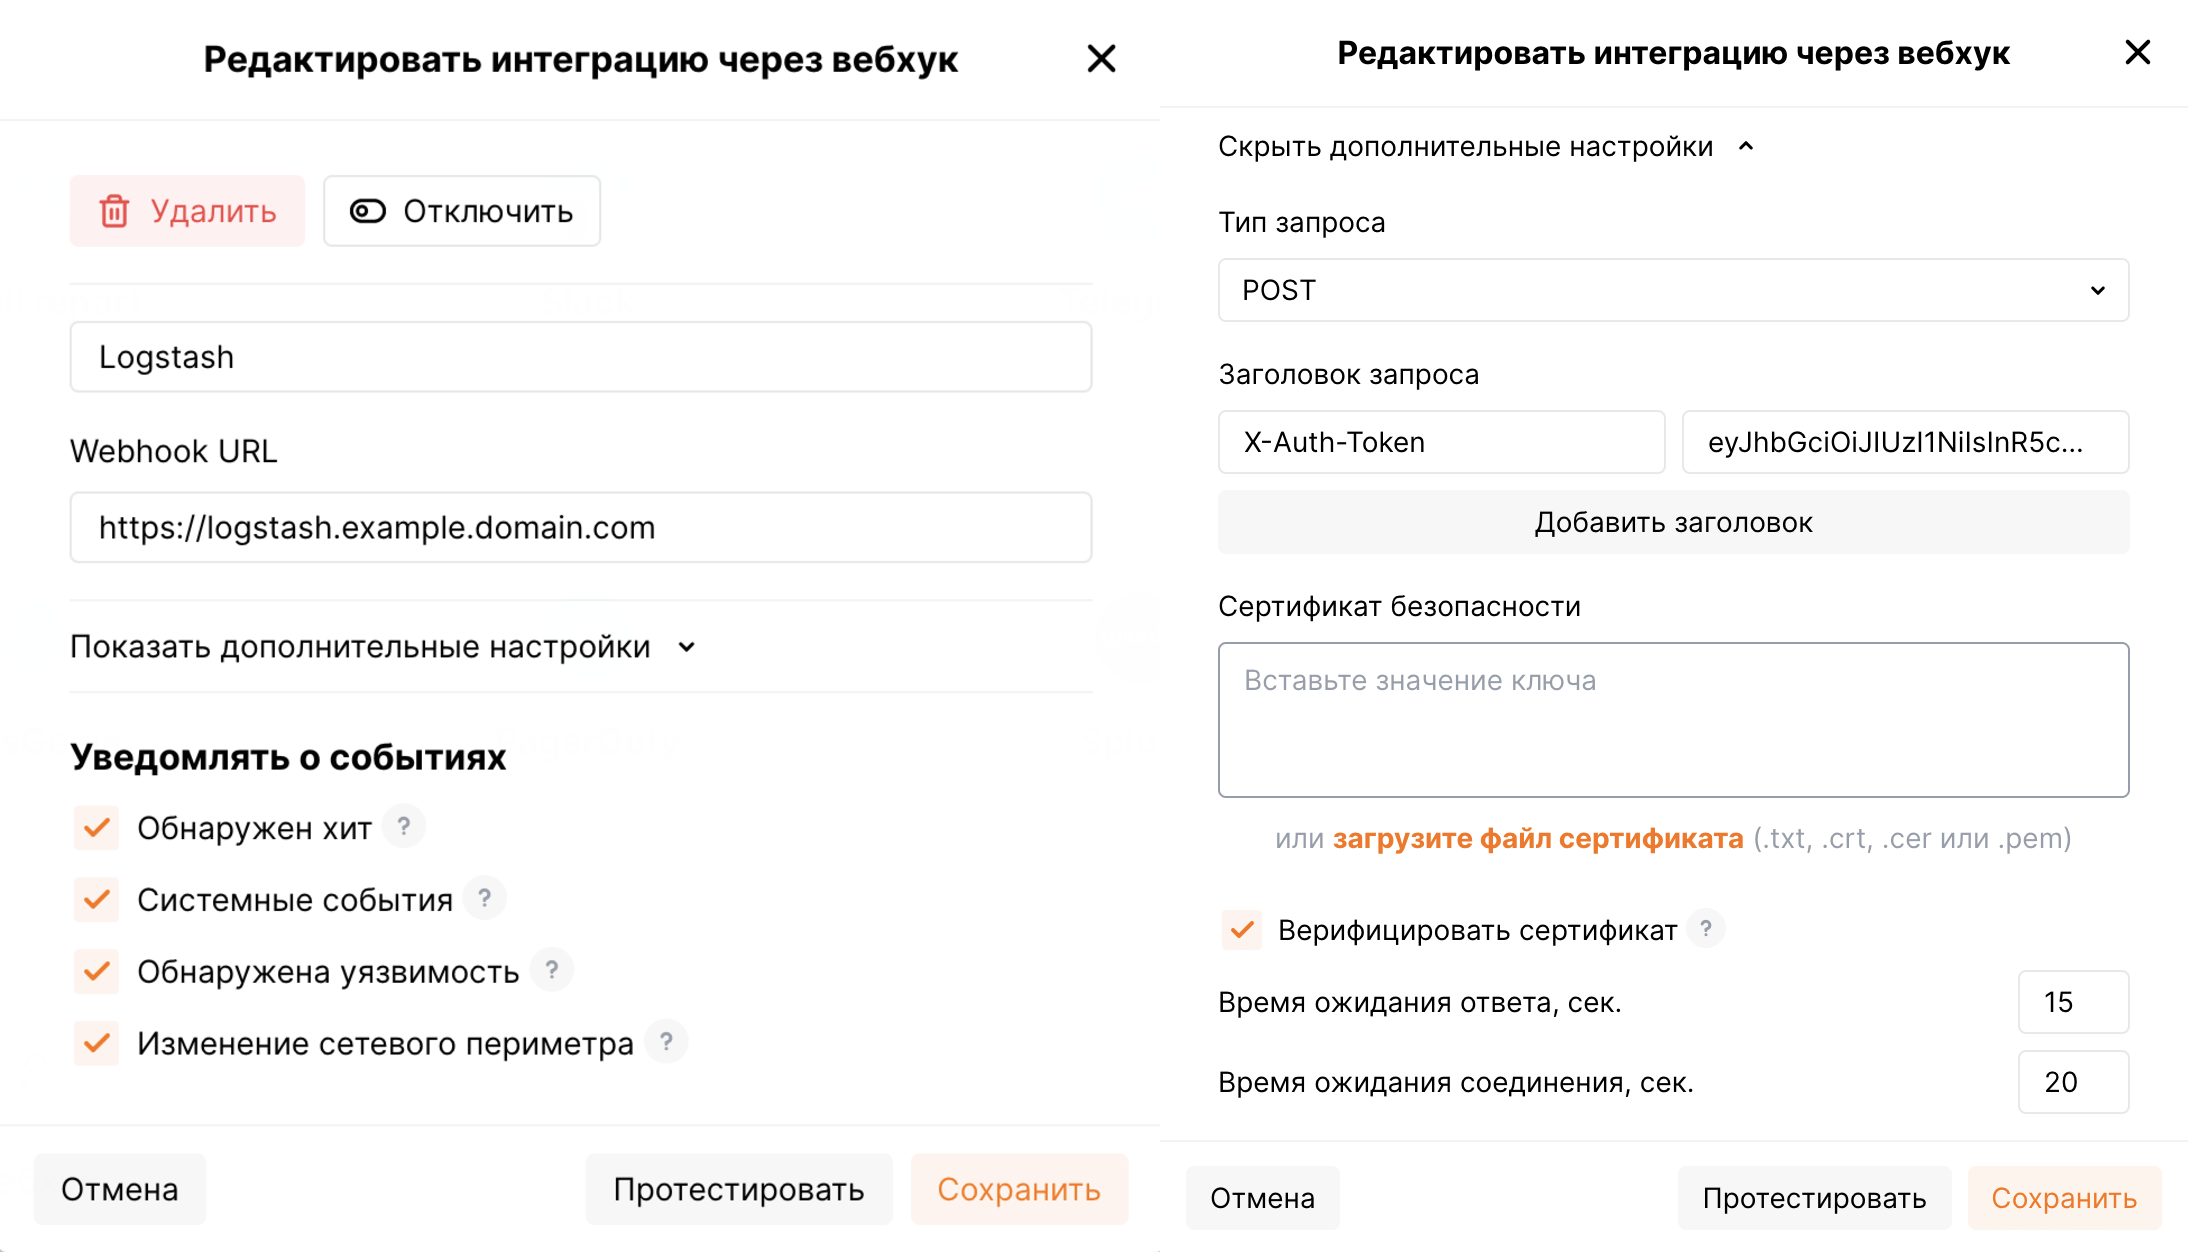 Редактировать интеграцию через вебхук
Удалить
Отключить
Logstash
Webhook URL
https://logstash.example.domain.com
Показать дополнительные настройки
Уведомлять о событиях
Обнаружен хит ?
Системные события ?
Обнаружена уязвимость ?
Изменение сетевого периметра ?
Отмена
Протестировать
Сохранить
Редактировать интеграцию через вебхук
Скрыть дополнительные настройки
Тип запроса
POST
Заголовок запроса
X-Auth-Token
eyJhbGciOiJIUzI1NiIsInR5c...
Добавить заголовок
Сертификат безопасности
Вставьте значение ключа
или загрузите файл сертификата (.txt, .crt, .cer или .pem)
Верифицировать сертификат ?
Время ожидания ответа, сек.
15
Время ожидания соединения, сек.
20
Отмена
Протестировать
Сохранить